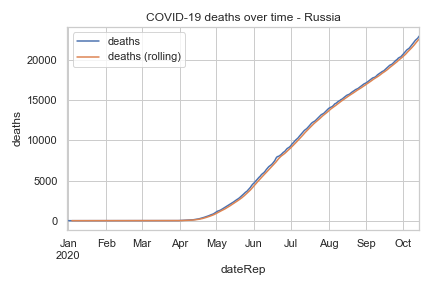 COVID-19 deaths over time - Russia
deaths
deaths (rolling)
deaths
20000
15000
10000
5000
0
Jan Feb Mar Apr May Jun Jul Aug Sep Oct
2020
dateRep